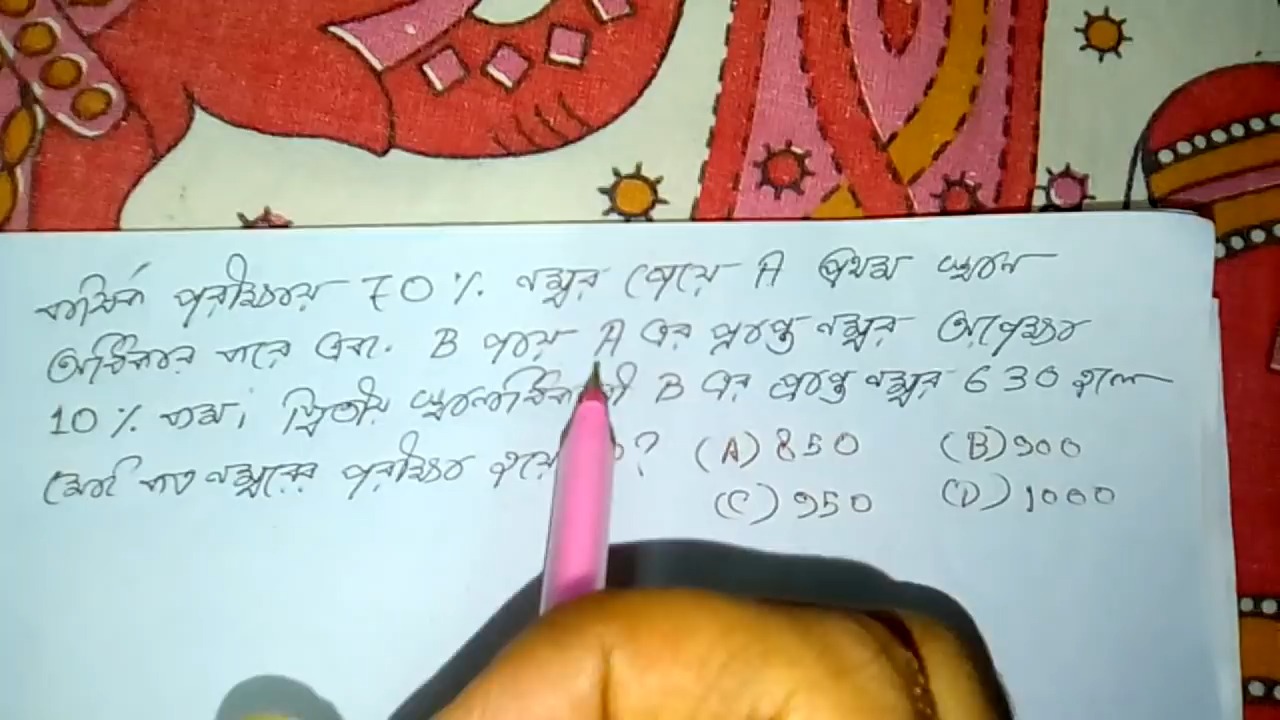 বার্ষিক পরীক্ষায় 70% নম্বর পেয়ে A প্রথম স্থান
অধিকার করে এবং B পায় A এর প্রাপ্ত নম্বর অপেক্ষা
10% কম। দ্বিতীয় স্থানাধিকারী B এর প্রাপ্ত নম্বর 630 হলে
মোট কত নম্বরের পরীক্ষা ? (A) 850 (B) 900
(C) 950 (D) 1000